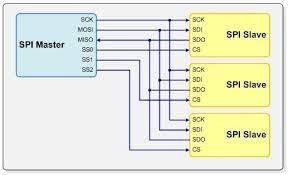 SPI Master
SCK
MOSI
MISO
SS0
SS1
SS2
SCK
SDI
SDO
CS
SPI Slave
SCK
SDI
SDO
CS
SPI Slave
SCK
SDI
SDO
CS
SPI Slave